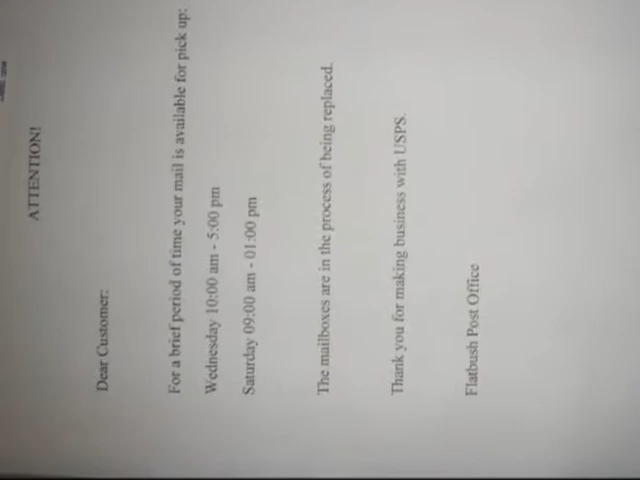 ATTENTION!
Dear Customer:
For a brief period of time your mail is available for pick up:
Wednesday 10:00 am - 5:00 pm
Saturday 09:00 am - 01:00 pm
The mailboxes are in the process of being replaced.
Thank you for making business with USPS.
Flatbush Post Office